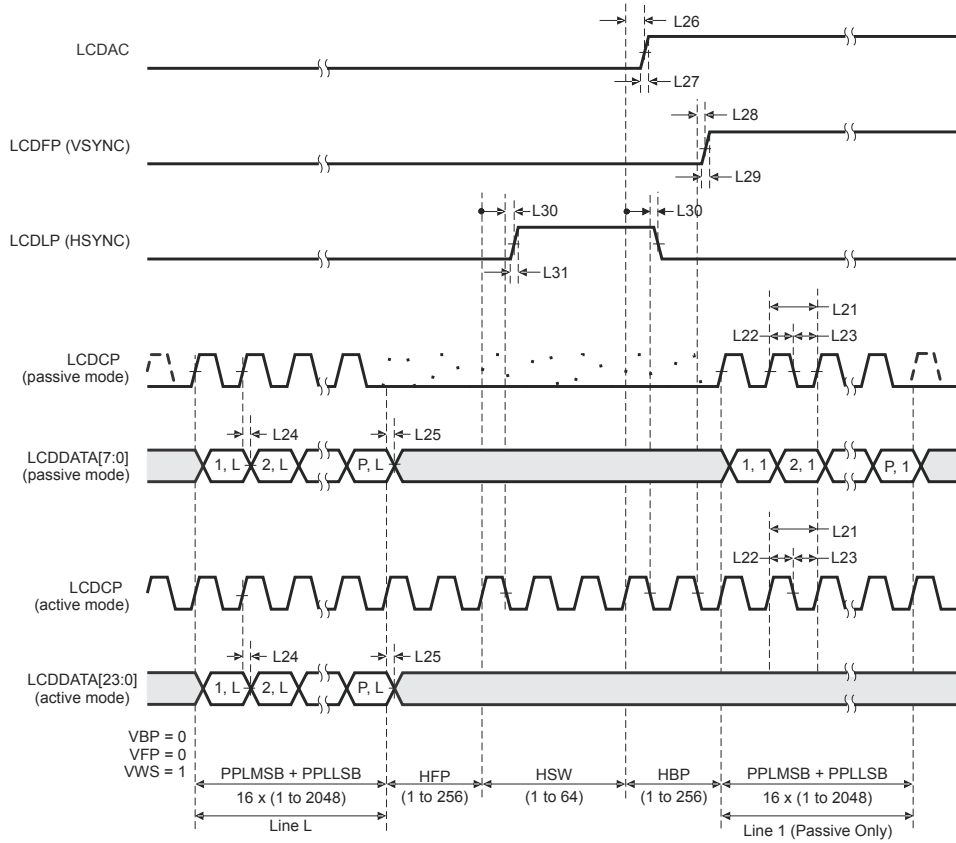 L26
LCDAC
L27
L28
LCDFP (VSYNC)
L29
L30
L30
LCDLP (HSYNC)
L31
L21
L22
L23
LCDCP
(passive mode)
L24
L25
LCDDATA[7:0]
(passive mode)
1, L
2, L
P, L
1, 1
2, 1
P, 1
L21
L22
L23
LCDCP
(active mode)
L24
L25
LCDDATA[23:0]
(active mode)
1, L
2, L
P, L
VBP = 0
VFP = 0
VWS = 1
PPLMSB + PPLLSB
HFP
HSW
HBP
PPLMSB + PPLLSB
16 x (1 to 2048)
(1 to 256)
(1 to 64)
(1 to 256)
16 x (1 to 2048)
Line L
Line 1 (Passive Only)